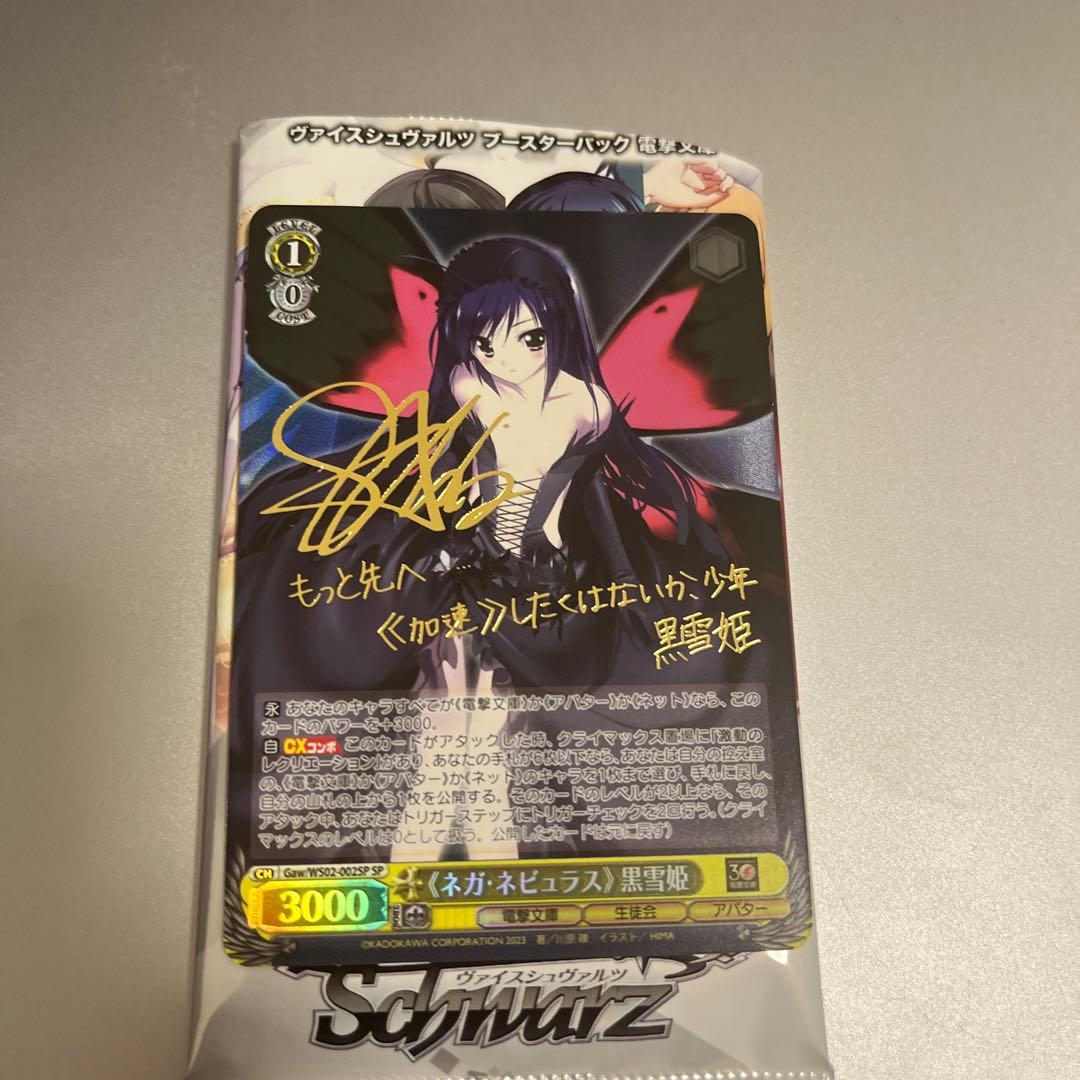 ヴァイスシュヴァルツ ブースターパック 電撃文庫
LEVEL
1
0
COST
もっと先へ……
《加速》したくはないか、少年
黒雪姫
永 あなたのキャラすべてが《電撃文庫》か《アバター》か《ネット》なら、この
カードのパワーを+3000。
自 CXコンボ このカードがアタックした時、クライマックス置場に「激動の
レクリエーション」があり、あなたの手札が6枚以下なら、あなたは自分の控え室
の、《電撃文庫》か《アバター》か《ネット》のキャラを1枚まで選び、手札に戻し、
自分の山札の上から1枚を公開する。そのカードのレベルが2以上なら、その
アタック中、あなたはトリガーステップにトリガーチェックを2回行う。（クライ
マックスのレベルは0として扱う。公開したカードは元に戻す）
CH Gaw/WS02-002SP SP
《ネガ・ネビュラス》黒雪姫
30
電撃文庫
3000
電撃文庫 生徒会 アバター
©KADOKAWA CORPORATION 2023 著/川原 礫 イラスト/HIMA
ヴァイスシュヴァルツ
Schwarz